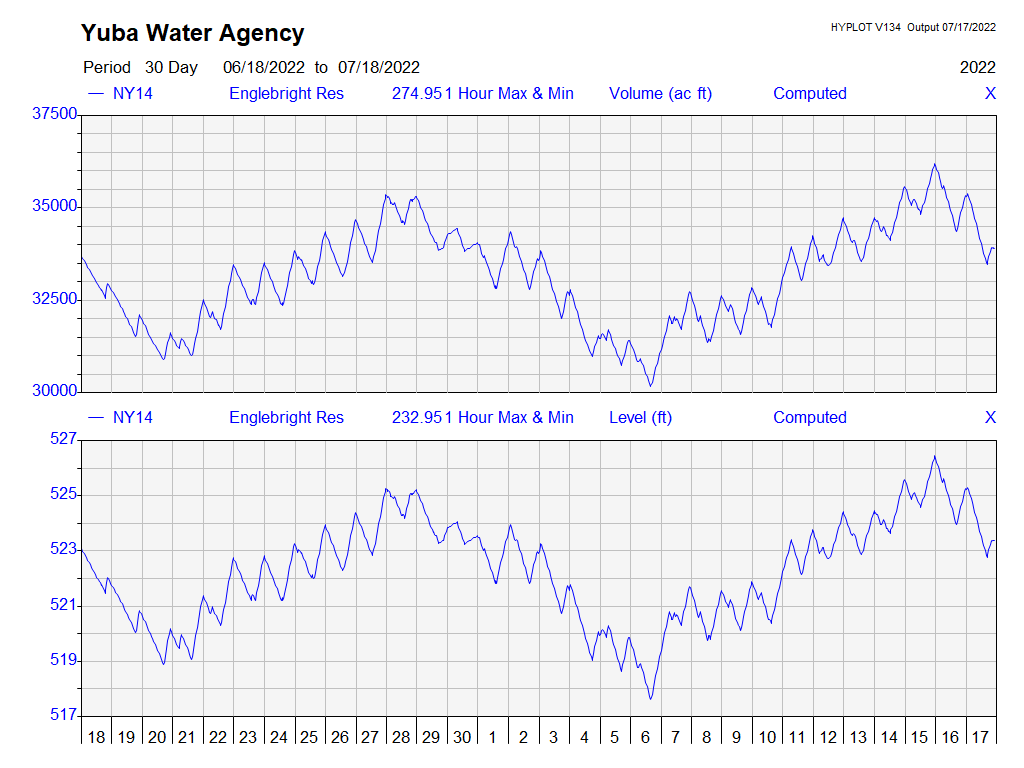 Yuba Water Agency
HYPLOT V134 Output 07/17/2022
Period 30 Day 06/18/2022 to 07/18/2022 2022
NY14 Englebright Res 274.951 Hour Max & Min Volume (ac ft) Computed X
37500
35000
32500
30000
NY14 Englebright Res 232.951 Hour Max & Min Level (ft) Computed X
527
525
523
521
519
517
18 19 20 21 22 23 24 25 26 27 28 29 30 1 2 3 4 5 6 7 8 9 10 11 12 13 14 15 16 17